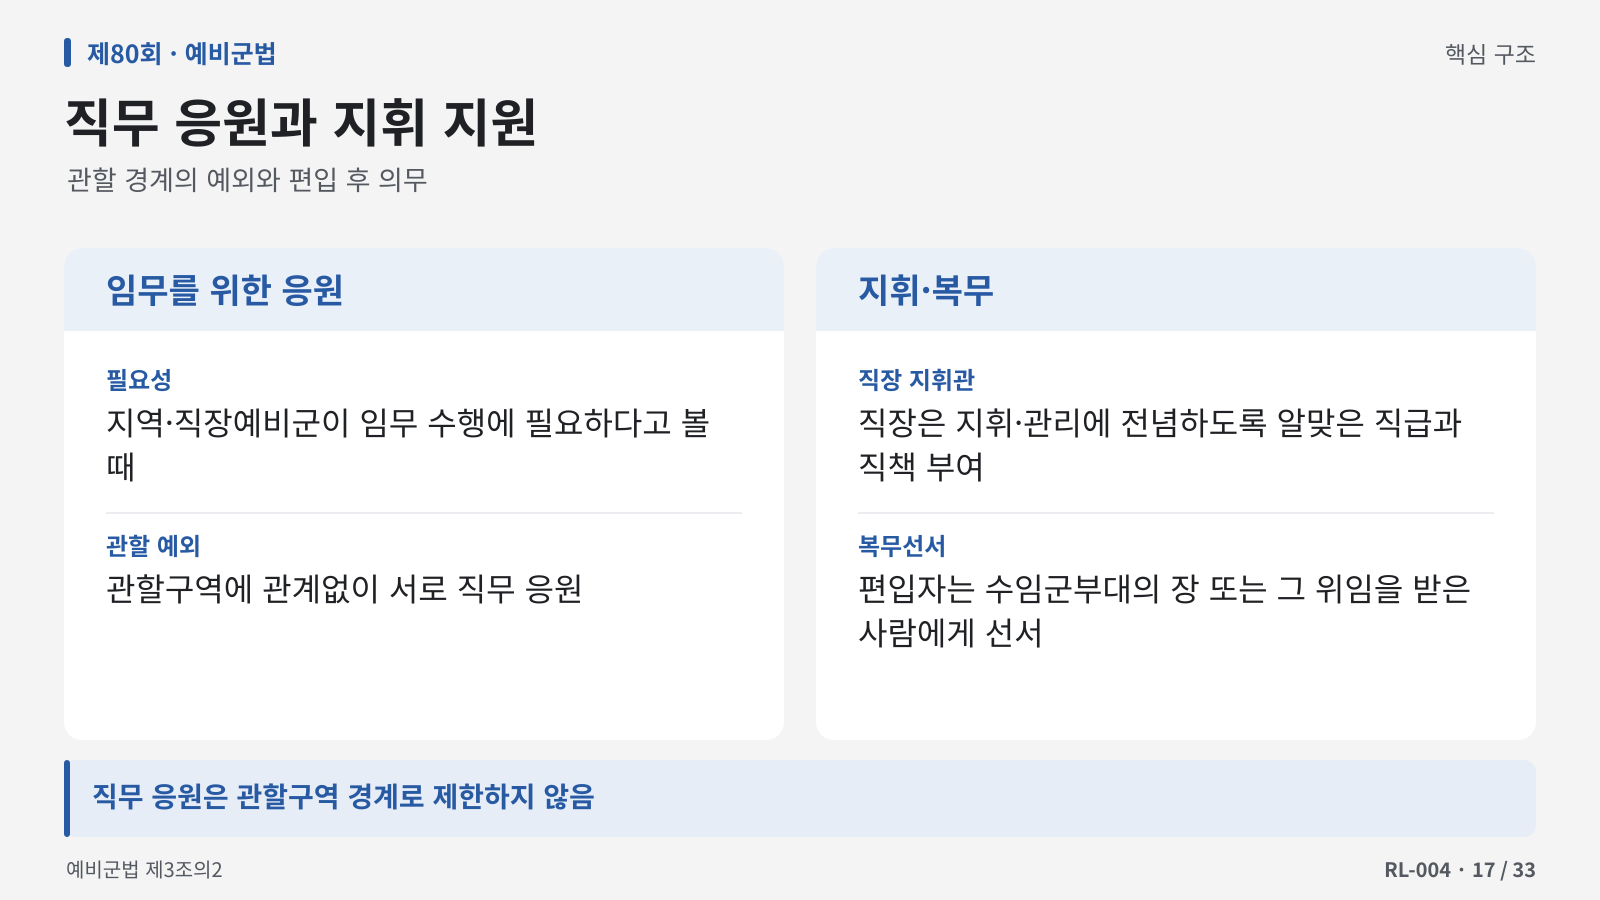 제80회 · 예비군법
핵심 구조
직무 응원과 지휘 지원
관할 경계의 예외와 편입 후 의무
임무를 위한 응원
필요성
지역·직장예비군이 임무 수행에 필요하다고 볼
때
관할 예외
관할구역에 관계없이 서로 직무 응원
지휘·복무
직장 지휘관
직장은 지휘·관리에 전념하도록 알맞은 직급과
직책 부여
복무선서
편입자는 수임군부대의 장 또는 그 위임을 받은
사람에게 선서
직무 응원은 관할구역 경계로 제한하지 않음
예비군법 제3조의2
RL-004 · 17 / 33